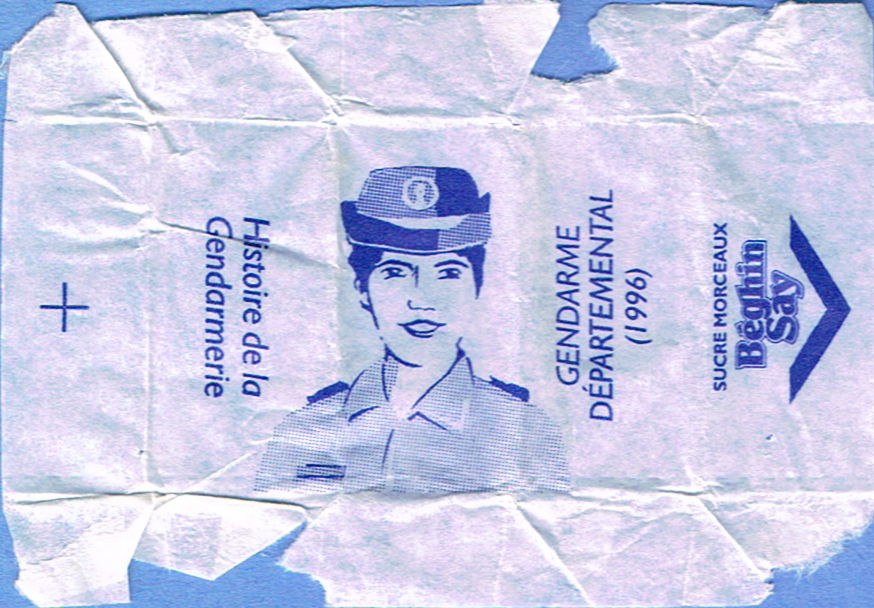 Histoire de la
Gendarmerie
GENDARME
DÉPARTEMENTAL
(1996)
SUCRE MORCEAUX
Béghin
Say